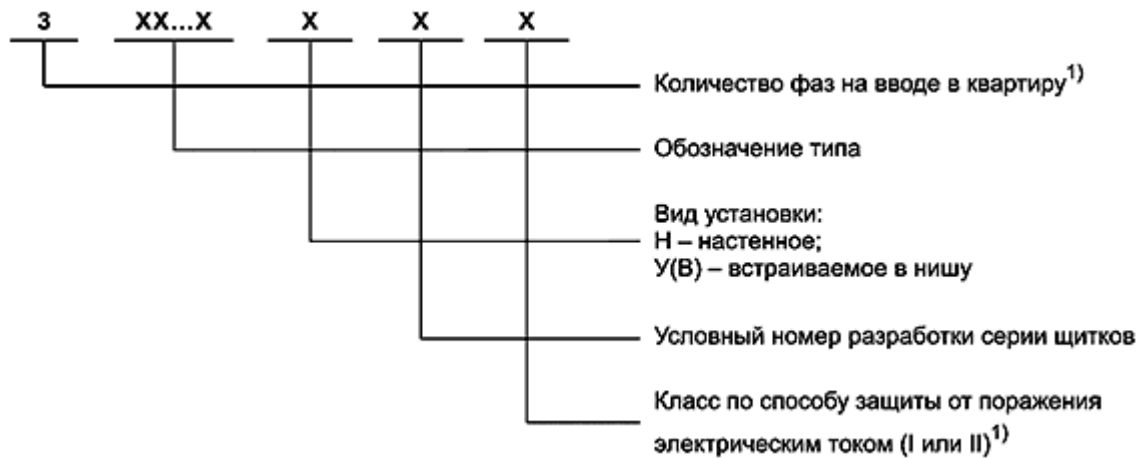 3 ХХ...Х Х Х Х
Количество фаз на вводе в квартиру1)
Обозначение типа
Вид установки:
Н – настенное;
У(В) – встраиваемое в нишу
Условный номер разработки серии щитков
Класс по способу защиты от поражения
электрическим током (I или II)1)